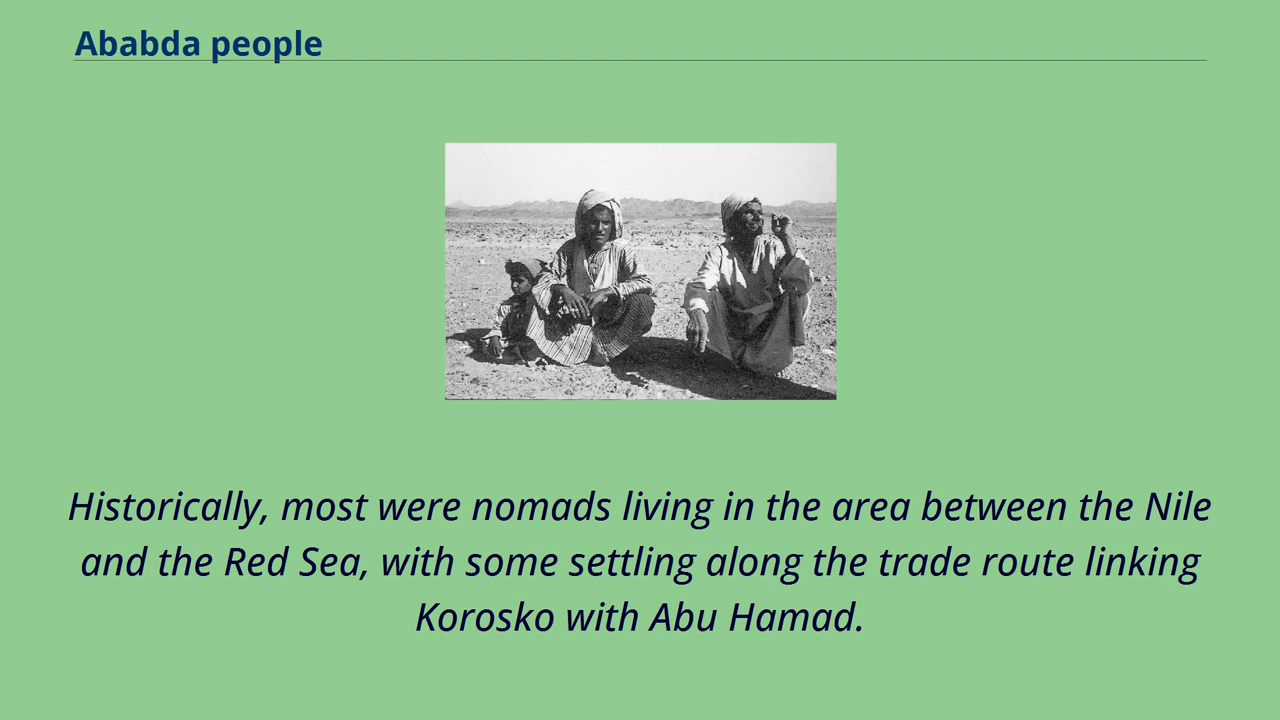 Ababda people
Historically, most were nomads living in the area between the Nile
and the Red Sea, with some settling along the trade route linking
Korosko with Abu Hamad.